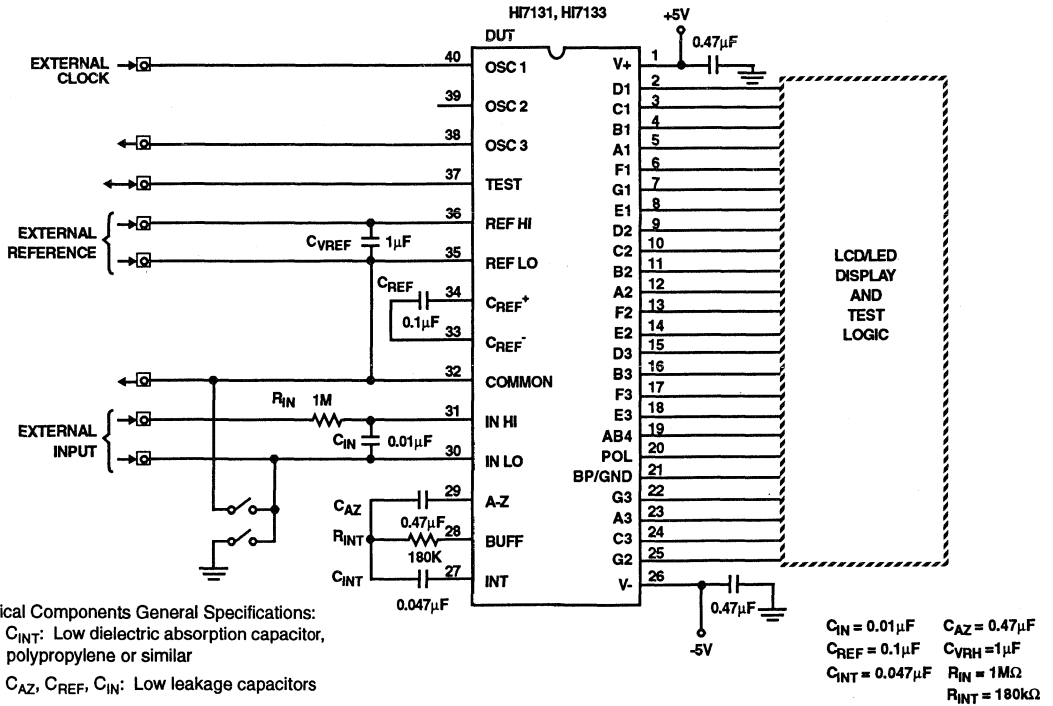 HI7131, HI7133
DUT
+5V
0.47µF
EXTERNAL
CLOCK
40
OSC 1
39
OSC 2
38
OSC 3
37
TEST
EXTERNAL
REFERENCE
36
REF HI
CVREF
1µF
35
REF LO
CREF
34
CREF+
0.1µF
33
CREF-
32
COMMON
EXTERNAL
INPUT
RIN 1M
31
IN HI
CIN
0.01µF
30
IN LO
CAZ
29
A-Z
0.47µF
RINT
28
BUFF
180K
CINT
27
INT
0.047µF
V+ 1
D1 2
C1 3
B1 4
A1 5
F1 6
G1 7
E1 8
D2 9
C2 10
B2 11
A2 12
F2 13
E2 14
D3 15
B3 16
F3 17
E3 18
AB4 19
POL 20
BP/GND 21
G3 22
A3 23
C3 24
G2 25
V- 26
LCD/LED
DISPLAY
AND
TEST
LOGIC
0.47µF
-5V
ical Components General Specifications:
CINT: Low dielectric absorption capacitor,
polypropylene or similar
CAZ, CREF, CIN: Low leakage capacitors
CIN = 0.01µF CAZ = 0.47µF
CREF = 0.1µF CVRH =1µF
CINT = 0.047µF RIN = 1MΩ
RINT = 180kΩ